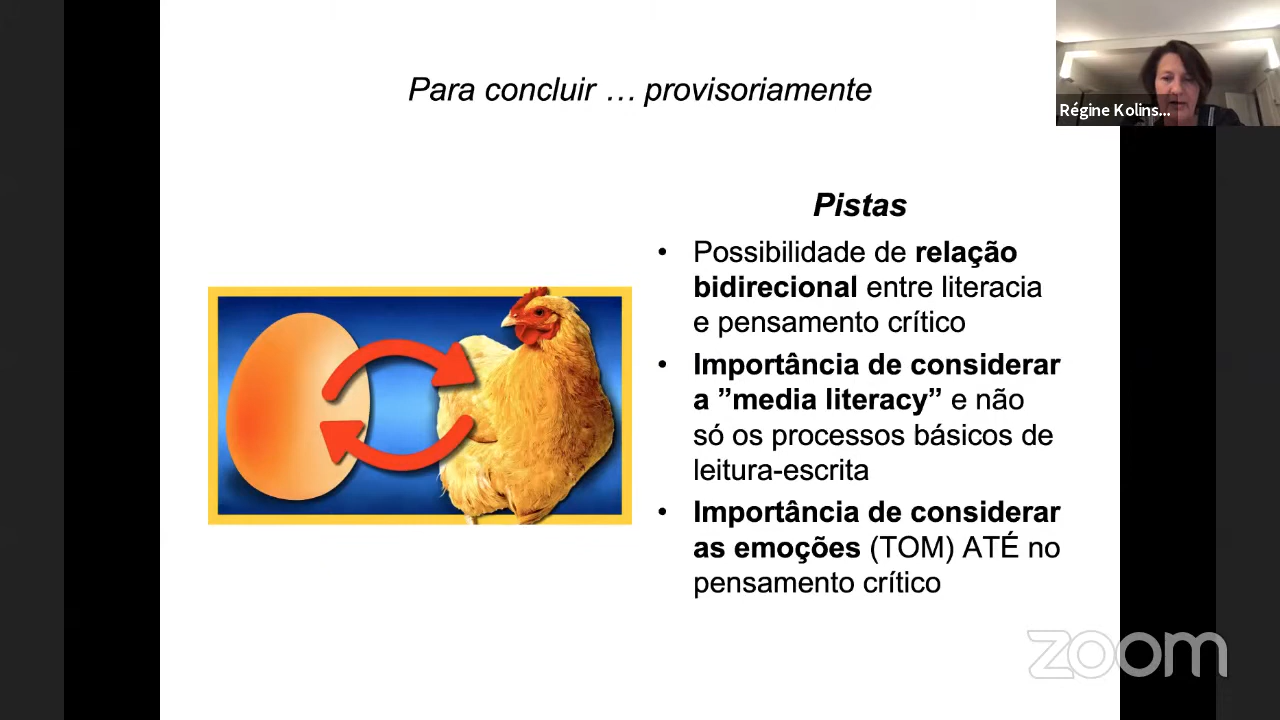 Para concluir … provisoriamente
Régine Kolins...
Pistas
• Possibilidade de relação
bidirecional entre literacia
e pensamento crítico
• Importância de considerar
a ”media literacy” e não
só os processos básicos de
leitura-escrita
• Importância de considerar
as emoções (TOM) ATÉ no
pensamento crítico
zoom